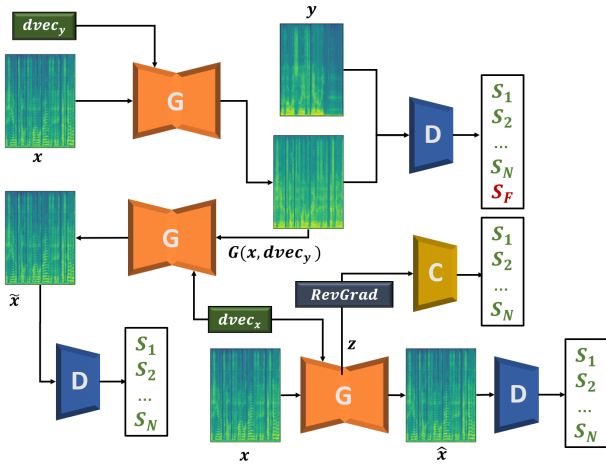 dvec_y
G
x
y
D
S_1
S_2
...
S_N
S_F
G
G(x, dvec_y)
x̃
RevGrad
C
S_1
S_2
...
S_N
dvec_x
z
D
S_1
S_2
...
S_N
x
G
x̂
D
S_1
S_2
...
S_N